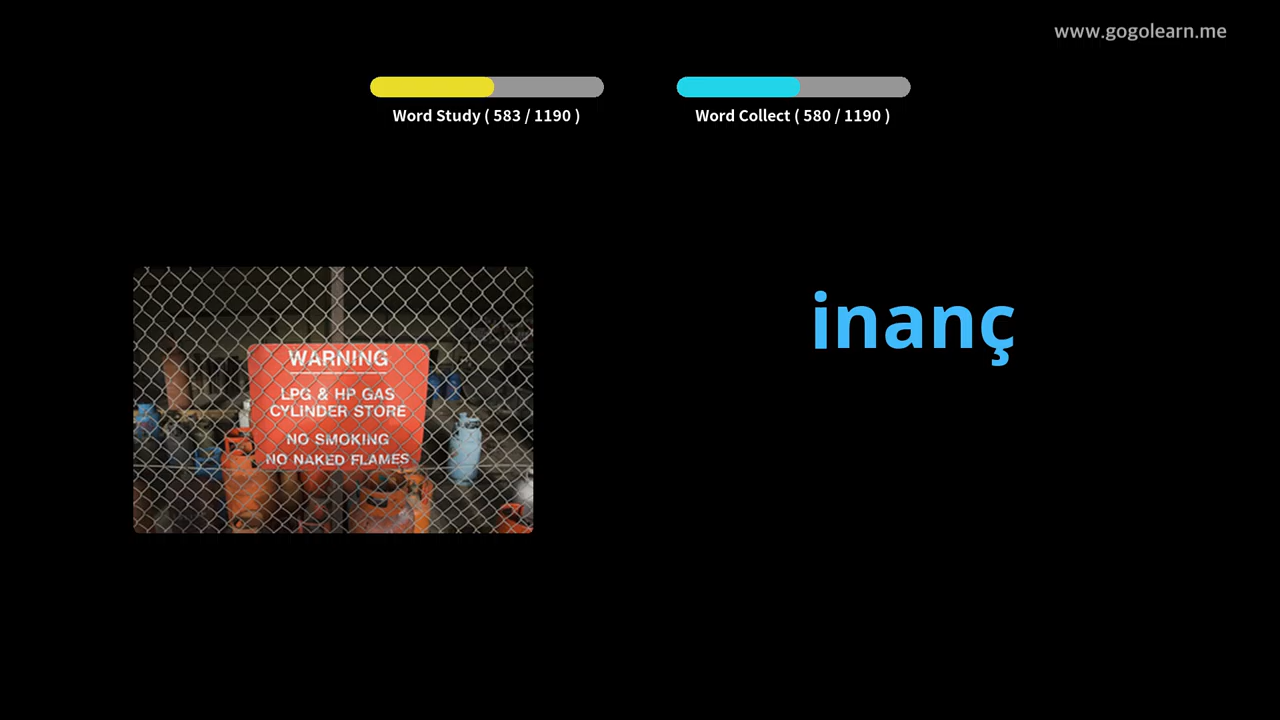 www.gogolearn.me
Word Study ( 583 / 1190 )
Word Collect ( 580 / 1190 )
inanç
WARNING
LPG & HP GAS
CYLINDER STORE
NO SMOKING
NO NAKED FLAMES